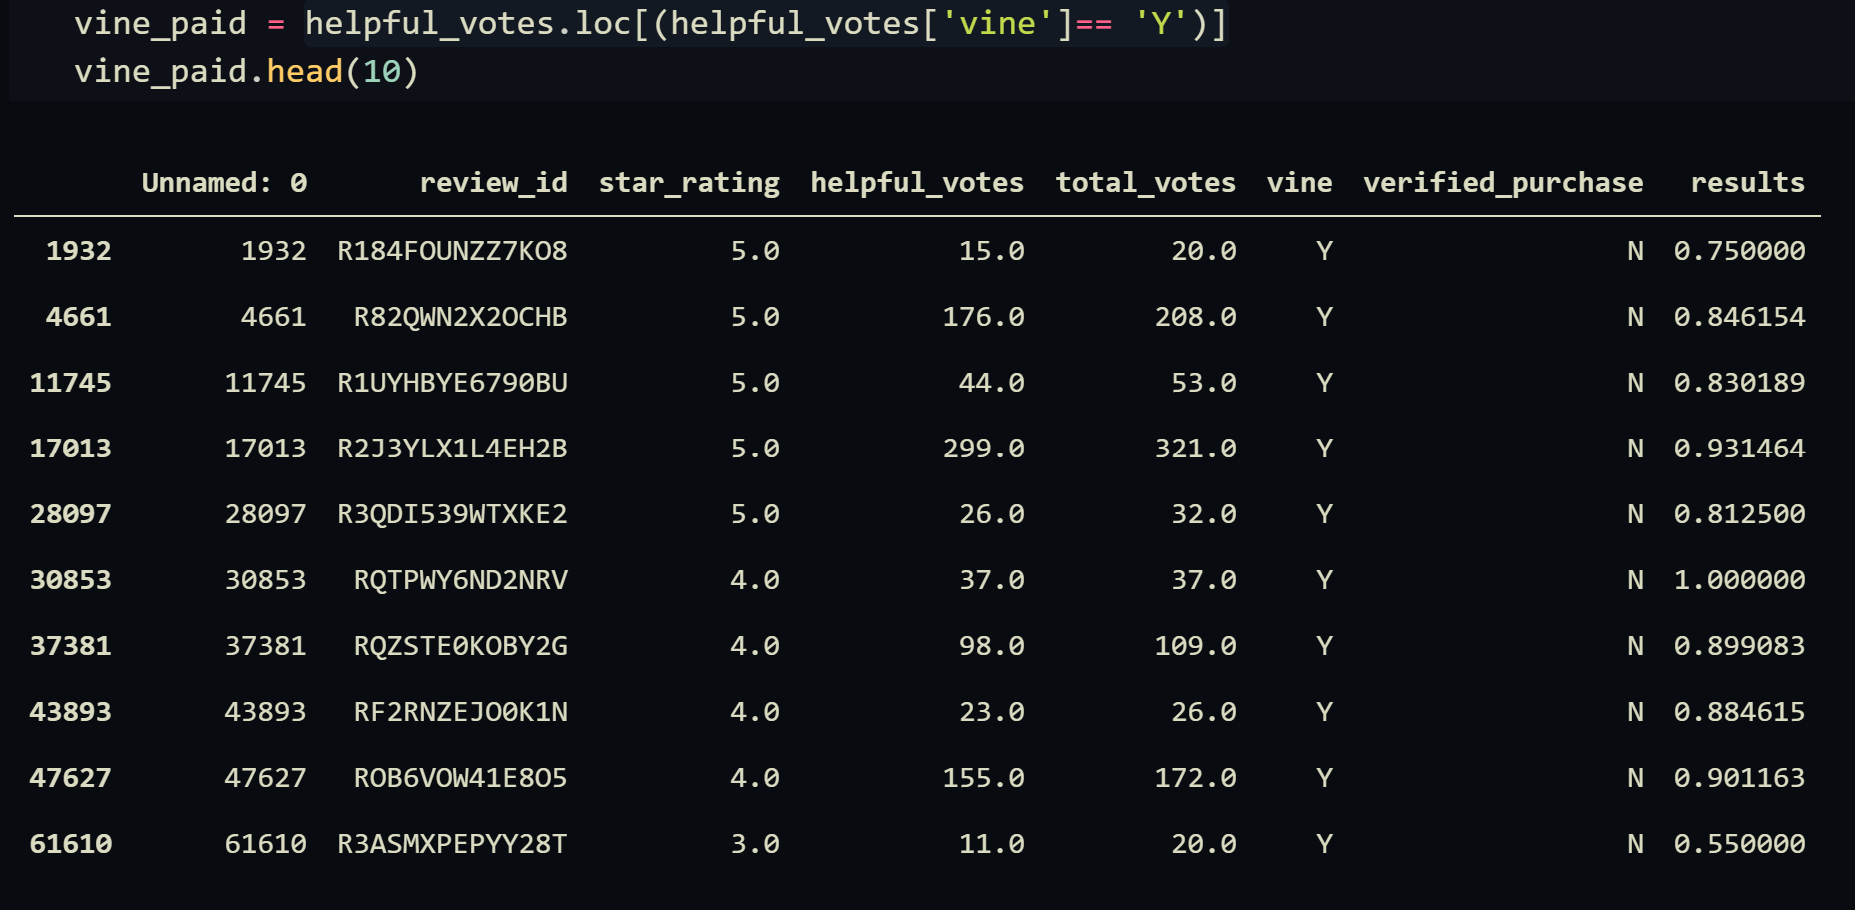 vine_paid = helpful_votes.loc[(helpful_votes['vine']== 'Y')]
vine_paid.head(10)
Unnamed: 0 review_id star_rating helpful_votes total_votes vine verified_purchase results
1932 1932 R184FOUNZZ7KO8 5.0 15.0 20.0 Y N 0.750000
4661 4661 R82QWN2X2OCHB 5.0 176.0 208.0 Y N 0.846154
11745 11745 R1UYHBYE6790BU 5.0 44.0 53.0 Y N 0.830189
17013 17013 R2J3YLX1L4EH2B 5.0 299.0 321.0 Y N 0.931464
28097 28097 R3QDI539WTXKE2 5.0 26.0 32.0 Y N 0.812500
30853 30853 RQTPWY6ND2NRV 4.0 37.0 37.0 Y N 1.000000
37381 37381 RQZSTE0KOBY2G 4.0 98.0 109.0 Y N 0.899083
43893 43893 RF2RNZEJO0K1N 4.0 23.0 26.0 Y N 0.884615
47627 47627 ROB6VOW41E8O5 4.0 155.0 172.0 Y N 0.901163
61610 61610 R3ASMXPEPYY28T 3.0 11.0 20.0 Y N 0.550000